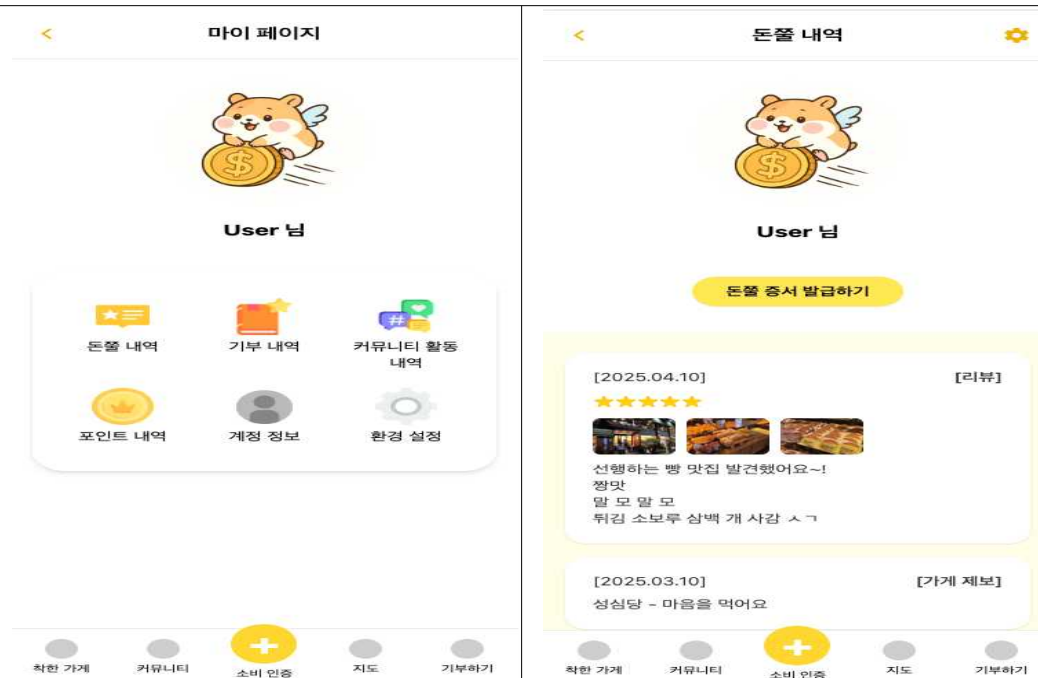 <
마이 페이지
$
User 님
돈쭐 내역
기부 내역
#
커뮤니티 활동
내역
포인트 내역
계정 정보
환경 설정
착한 가게
커뮤니티
+
소비 인증
지도
기부하기
<
돈쭐 내역
$
User 님
돈쭐 증서 발급하기
[2025.04.10] [리뷰]
★★★★★
선행하는 빵 맛집 발견했어요~!
짱맛
말 모 말 모
튀김 소보루 삼백 개 사감 ㅅㄱ
[2025.03.10] [가게 제보]
성심당 - 마음을 먹어요
착한 가게
커뮤니티
+
소비 인증
지도
기부하기